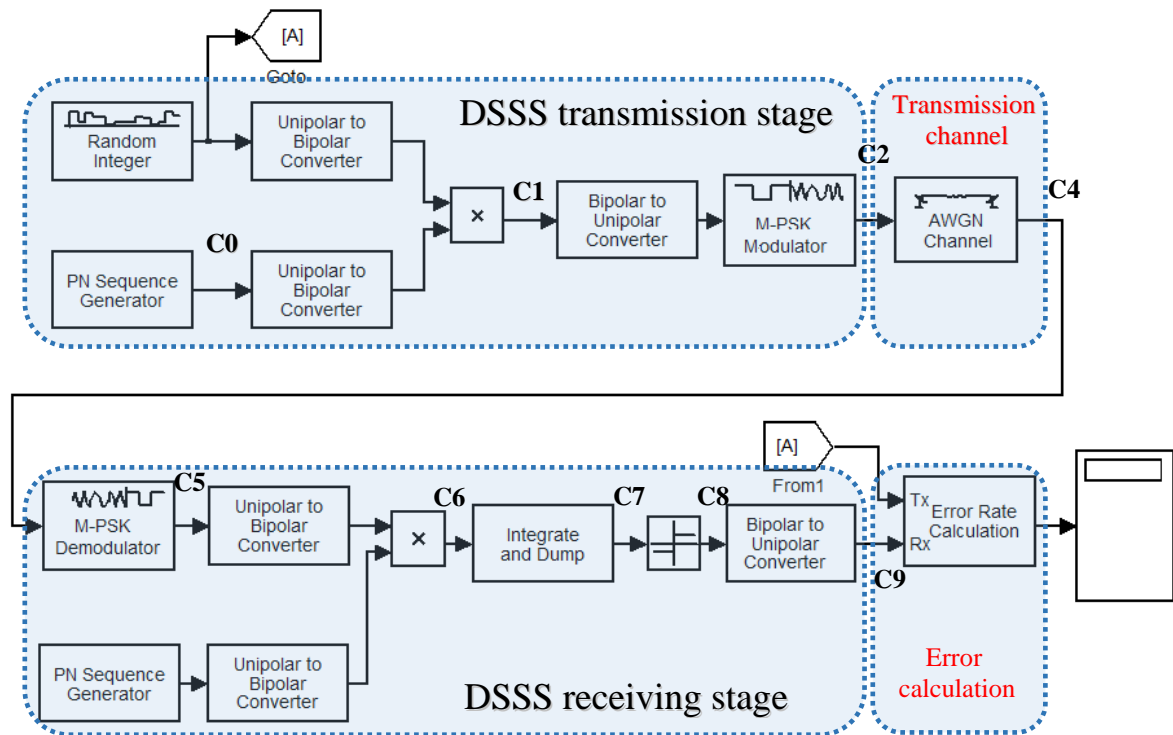 [A]
Goto
DSSS transmission stage
Transmission
channel
Random
Integer
Unipolar to
Bipolar
Converter
C1
Bipolar to
Unipolar
Converter
M-PSK
Modulator
C2
AWGN
Channel
C4
×
C0
PN Sequence
Generator
Unipolar to
Bipolar
Converter
[A]
From1
M-PSK
Demodulator
C5
Unipolar to
Bipolar
Converter
×
C6
Integrate
and Dump
C7
C8
Bipolar to
Unipolar
Converter
C9
Tx
Rx
Error Rate
Calculation
PN Sequence
Generator
Unipolar to
Bipolar
Converter
DSSS receiving stage
Error
calculation